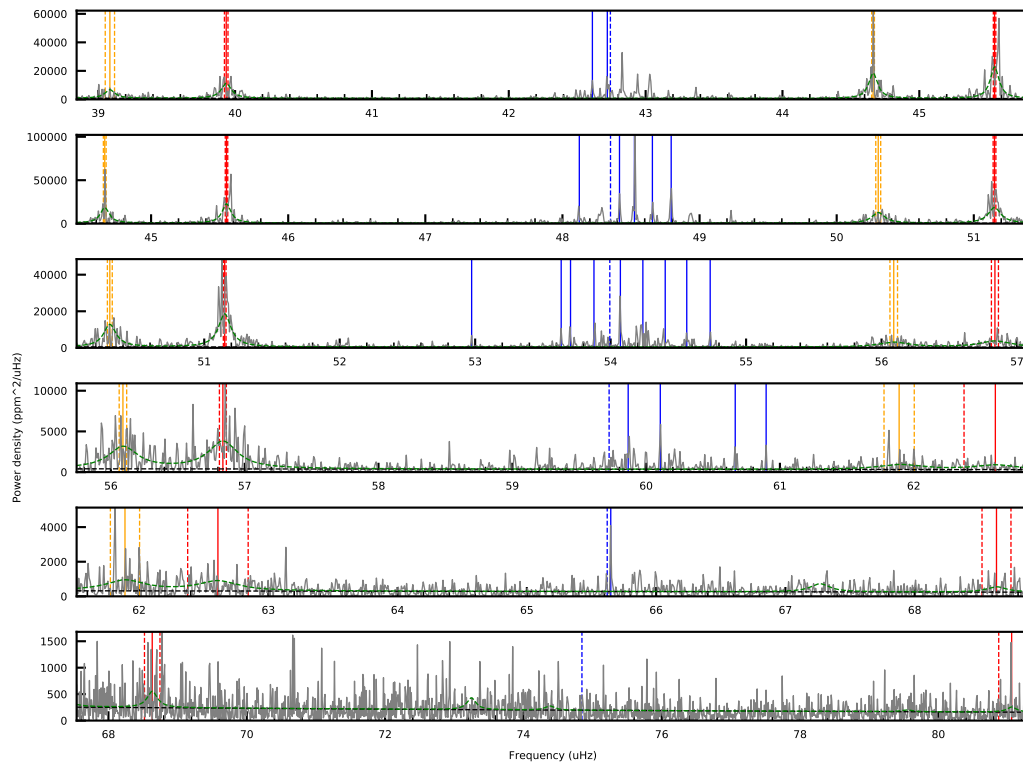 60000
40000
20000
0
39 40 41 42 43 44 45
100000
50000
0
45 46 47 48 49 50 51
40000
20000
0
51 52 53 54 55 56 57
10000
5000
0
56 57 58 59 60 61 62
Power density (ppm^2/uHz)
4000
2000
0
62 63 64 65 66 67 68
1500
1000
500
0
68 70 72 74 76 78 80
Frequency (uHz)